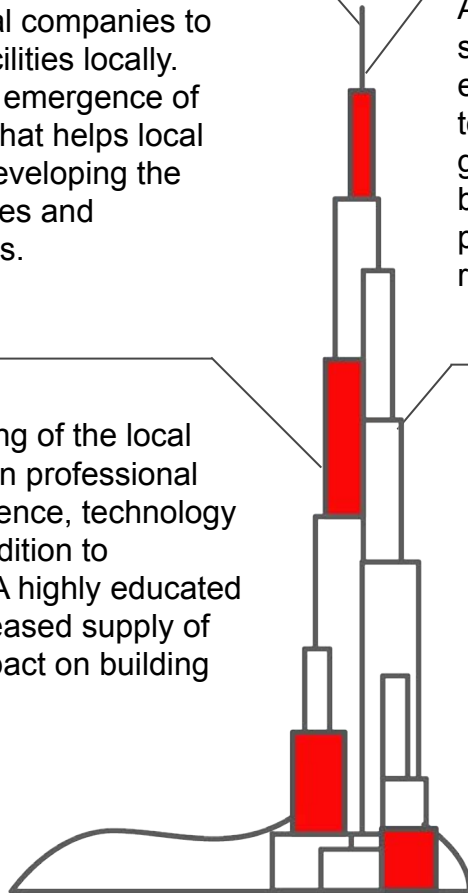 al companies to
cilities locally.
emergence of
hat helps local
eveloping the
es and
s.
ng of the local
n professional
ence, technology
dition to
A highly educated
eased supply of
pact on building
A
s
e
t
g
b
p
r